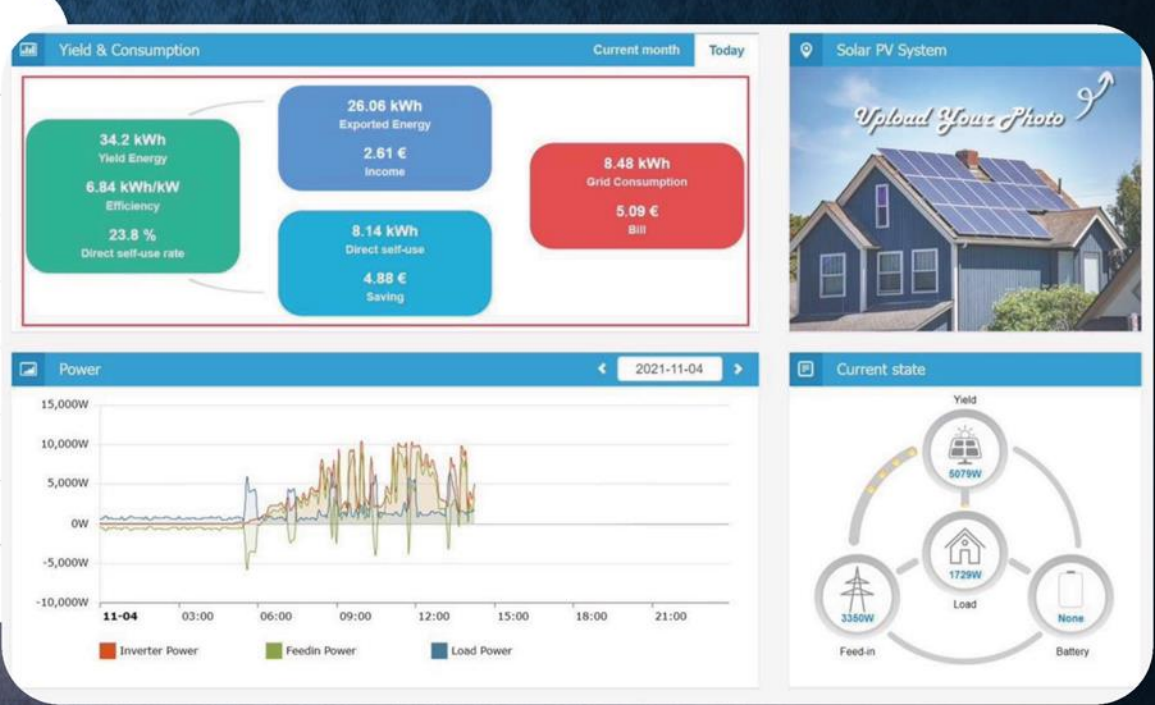 Yield & Consumption
Current month
Today
34.2 kWh
Yield Energy
6.84 kWh/kW
Efficiency
23.8 %
Direct self-use rate
26.06 kWh
Exported Energy
2.61 €
Income
8.14 kWh
Direct self-use
4.88 €
Saving
8.48 kWh
Grid Consumption
5.09 €
Bill
Solar PV System
Upload Your Photo
Power
2021-11-04
15,000W
10,000W
5,000W
0W
-5,000W
-10,000W
11-04 03:00 06:00 09:00 12:00 15:00 18:00 21:00
Inverter Power Feedin Power Load Power
Current state
Yield
5079W
1729W
Load
3350W
Feed-in
None
Battery